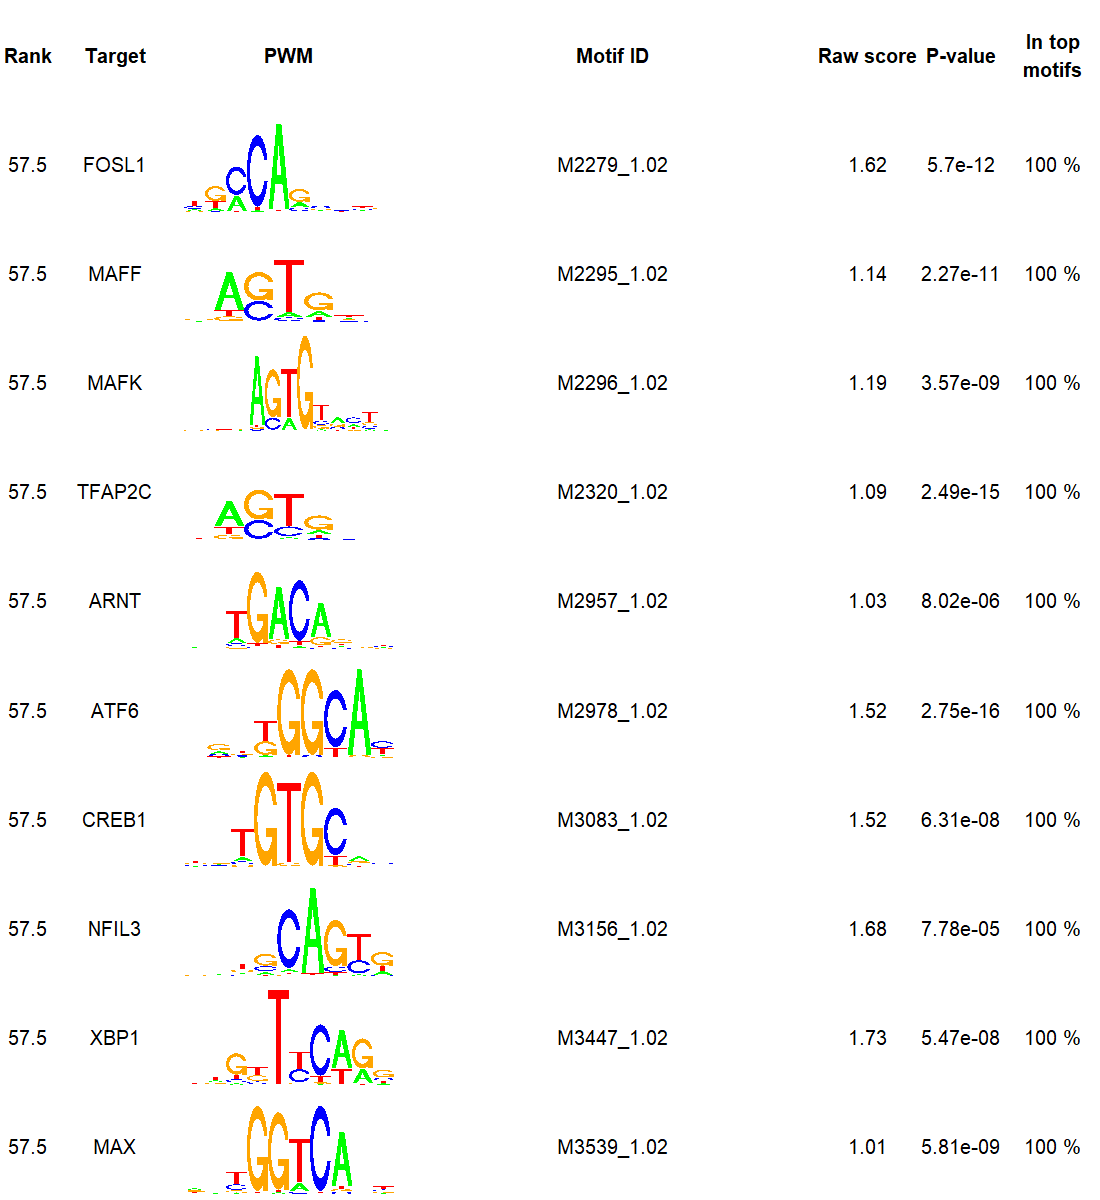 Rank Target PWM Motif ID Raw score P-value In top motifs
57.5 FOSL1 M2279_1.02 1.62 5.7e-12 100 %
57.5 MAFF M2295_1.02 1.14 2.27e-11 100 %
57.5 MAFK M2296_1.02 1.19 3.57e-09 100 %
57.5 TFAP2C M2320_1.02 1.09 2.49e-15 100 %
57.5 ARNT M2957_1.02 1.03 8.02e-06 100 %
57.5 ATF6 M2978_1.02 1.52 2.75e-16 100 %
57.5 CREB1 M3083_1.02 1.52 6.31e-08 100 %
57.5 NFIL3 M3156_1.02 1.68 7.78e-05 100 %
57.5 XBP1 M3447_1.02 1.73 5.47e-08 100 %
57.5 MAX M3539_1.02 1.01 5.81e-09 100 %